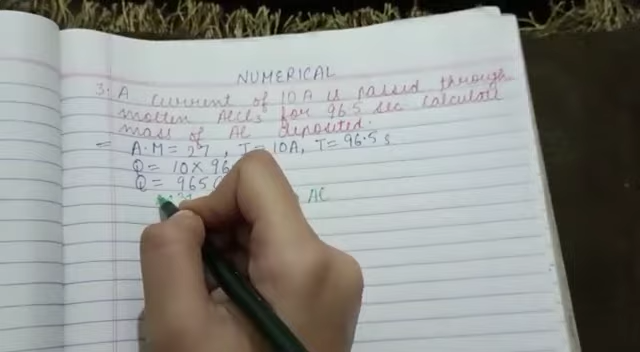 NUMERICAL
3: A current of 10A is passed through
molten AlCl3 for 96.5 sec calculate
mass of Al deposited.
= A.M = 27, I = 10A, T = 96.5 s
Q = 10 × 96
Q = 965
Al